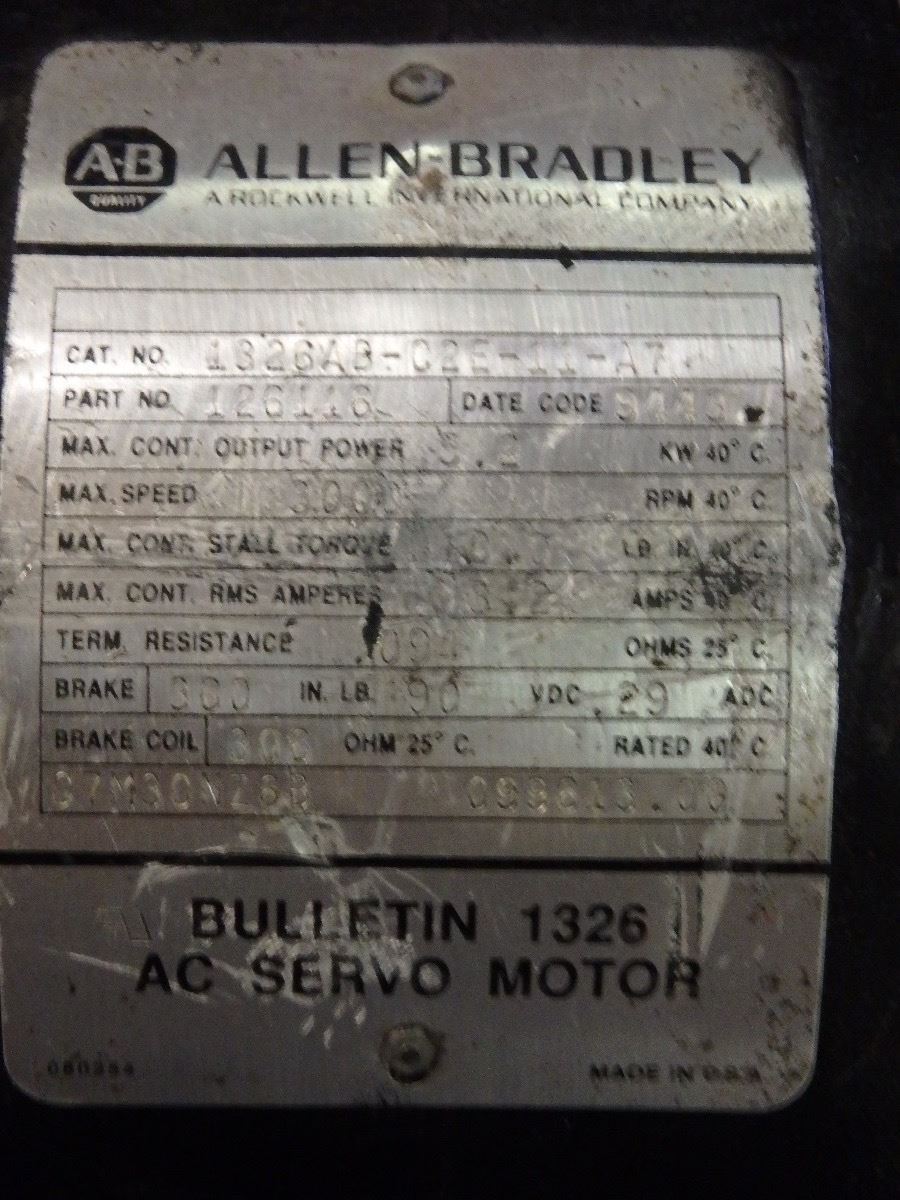 A-B ALLEN-BRADLEY
QUALITY A ROCKWELL INTERNATIONAL COMPANY
CAT. NO. 1326AB-C2E-11-A7
PART NO. 126116 DATE CODE
MAX. CONT. OUTPUT POWER KW 40° C.
MAX. SPEED 3000 RPM 40° C.
MAX. CONT. STALL TORQUE LB. IN. 40° C.
MAX. CONT. RMS AMPERES AMPS 40° C.
TERM. RESISTANCE OHMS 25° C.
BRAKE IN. LB. 90 VDC .29 ADC
BRAKE COIL OHM 25° C. RATED 40° C.
BULLETIN 1326
AC SERVO MOTOR
MADE IN U.S.A.